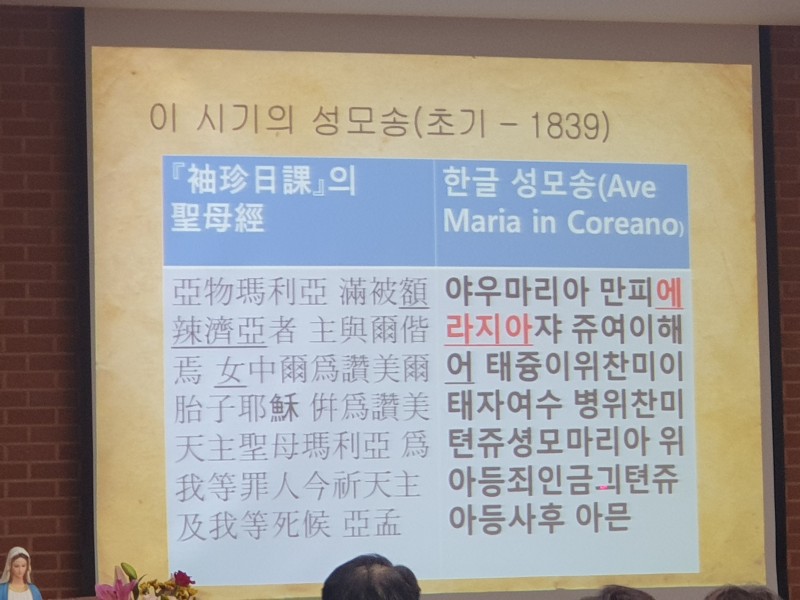 이 시기의 성모송(초기 – 1839)
『袖珍日課』의
聖母經
한글 성모송(Ave
Maria in Coreano)
亞物瑪利亞 滿被額
辣濟亞者 主與爾偕
焉 女中爾爲讚美爾
胎子耶穌 倂爲讚美
天主聖母瑪利亞 爲
我等罪人今祈天主
及我等死候 亞孟
야우마리아 만피에
라지아쟈 쥬여이해
어 태즁이위찬미이
태자여수 병위찬미
텬쥬셩모마리아 위
아등죄인금긔텬쥬
아등사후 아믄